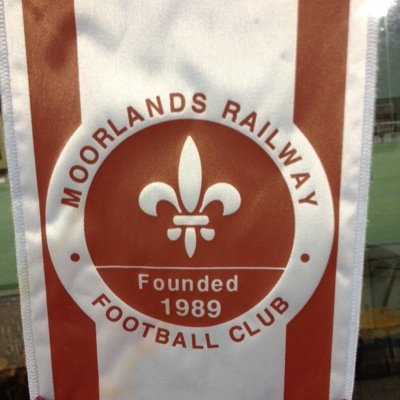 MOORLANDS RAILWAY
Founded
1989
FOOTBALL CLUB